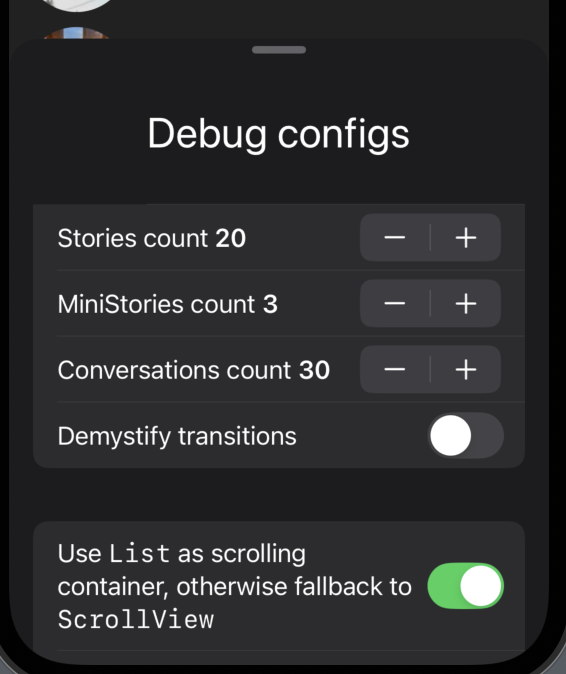 Debug configs
Stories count 20
MiniStories count 3
Conversations count 30
Demystify transitions
Use List as scrolling
container, otherwise fallback to
ScrollView